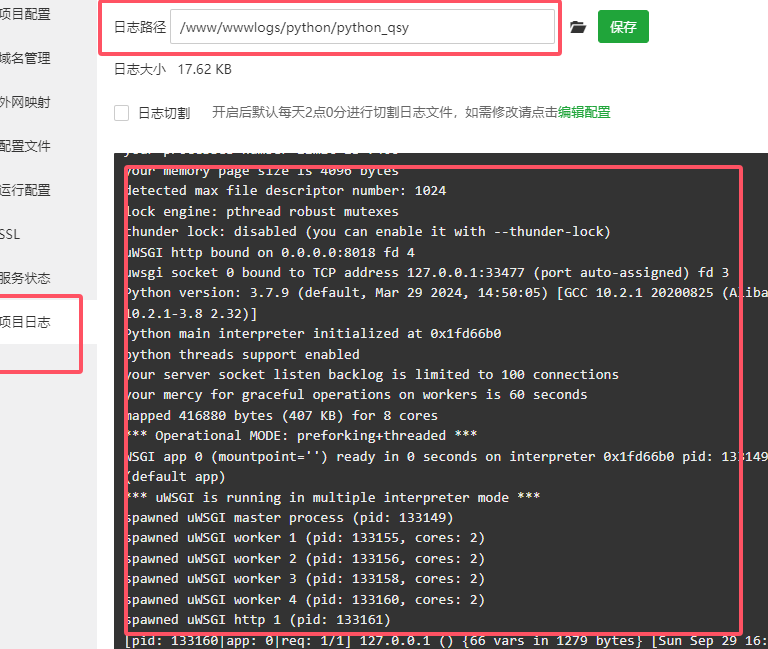 项目配置
域名管理
外网映射
配置文件
运行配置
SSL
服务状态
项目日志
日志路径 /www/wwwlogs/python/python_qsy 保存
日志大小 17.62 KB
日志切割 开启后默认每天2点0分进行切割日志文件，如需修改请点击编辑配置
your memory page size is 4096 bytes
detected max file descriptor number: 1024
lock engine: pthread robust mutexes
thunder lock: disabled (you can enable it with --thunder-lock)
uWSGI http bound on 0.0.0.0:8018 fd 4
uwsgi socket 0 bound to TCP address 127.0.0.1:33477 (port auto-assigned) fd 3
Python version: 3.7.9 (default, Mar 29 2024, 14:50:05) [GCC 10.2.1 20200825 (Aliba
10.2.1-3.8 2.32)]
Python main interpreter initialized at 0x1fd66b0
python threads support enabled
your server socket listen backlog is limited to 100 connections
your mercy for graceful operations on workers is 60 seconds
mapped 416880 bytes (407 KB) for 8 cores
*** Operational MODE: preforking+threaded ***
WSGI app 0 (mountpoint='') ready in 0 seconds on interpreter 0x1fd66b0 pid: 133149
(default app)
*** uWSGI is running in multiple interpreter mode ***
spawned uWSGI master process (pid: 133149)
spawned uWSGI worker 1 (pid: 133155, cores: 2)
spawned uWSGI worker 2 (pid: 133156, cores: 2)
spawned uWSGI worker 3 (pid: 133158, cores: 2)
spawned uWSGI worker 4 (pid: 133160, cores: 2)
spawned uWSGI http 1 (pid: 133161)
[pid: 133160|app: 0|req: 1/1] 127.0.0.1 () {66 vars in 1279 bytes} [Sun Sep 29 16: